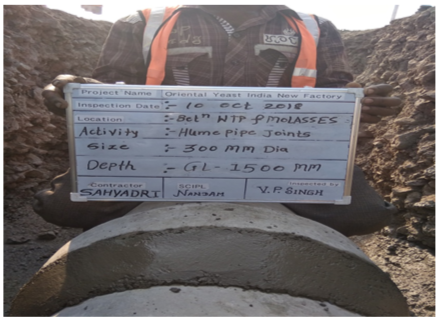 Project Name : Oriental Yeast India New Factory
Inspection Date :- 10 Oct 2018
Location :- Betn WTP & MOLASSES
Activity :- Hume pipe Joints
Size :- 300 MM Dia
Depth :- GL - 1500 MM
Contractor SCIPL Inspected by
SAHYADRI V.P. SINGH